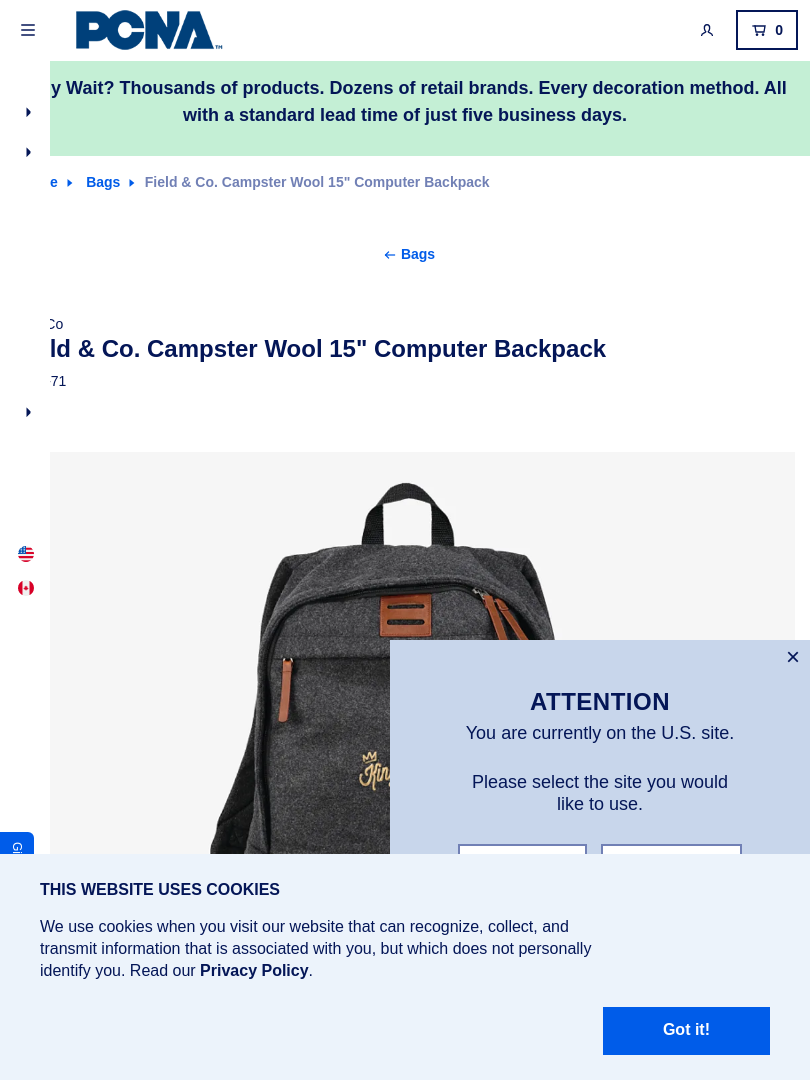 PCNA
TM
0
y Wait? Thousands of products. Dozens of retail brands. Every decoration method. All
with a standard lead time of just five business days.
Bags
Field & Co. Campster Wool 15" Computer Backpack
Bags
Co
ld & Co. Campster Wool 15" Computer Backpack
71
ATTENTION
You are currently on the U.S. site.
Please select the site you would
like to use.
THIS WEBSITE USES COOKIES
We use cookies when you visit our website that can recognize, collect, and
transmit information that is associated with you, but which does not personally
identify you. Read our Privacy Policy.
Got it!